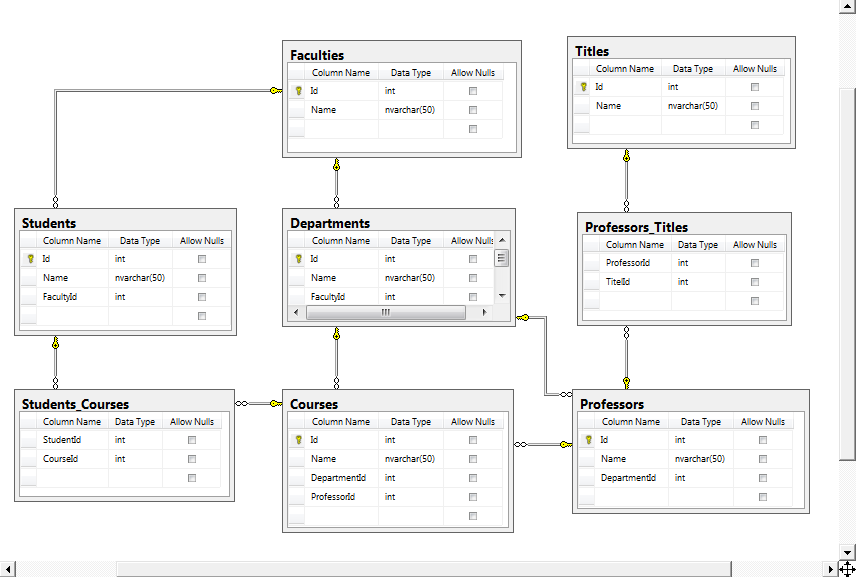 Faculties
Column Name Data Type Allow Nulls
Id int
Name nvarchar(50)
Titles
Column Name Data Type Allow Nulls
Id int
Name nvarchar(50)
Students
Column Name Data Type Allow Nulls
Id int
Name nvarchar(50)
FacultyId int
Departments
Column Name Data Type Allow Nulls
Id int
Name nvarchar(50)
FacultyId int
Professors_Titles
Column Name Data Type Allow Nulls
ProfessorId int
TitelId int
Students_Courses
Column Name Data Type Allow Nulls
StudentId int
CourseId int
Courses
Column Name Data Type Allow Nulls
Id int
Name nvarchar(50)
DepartmentId int
ProfessorId int
Professors
Column Name Data Type Allow Nulls
Id int
Name nvarchar(50)
DepartmentId int